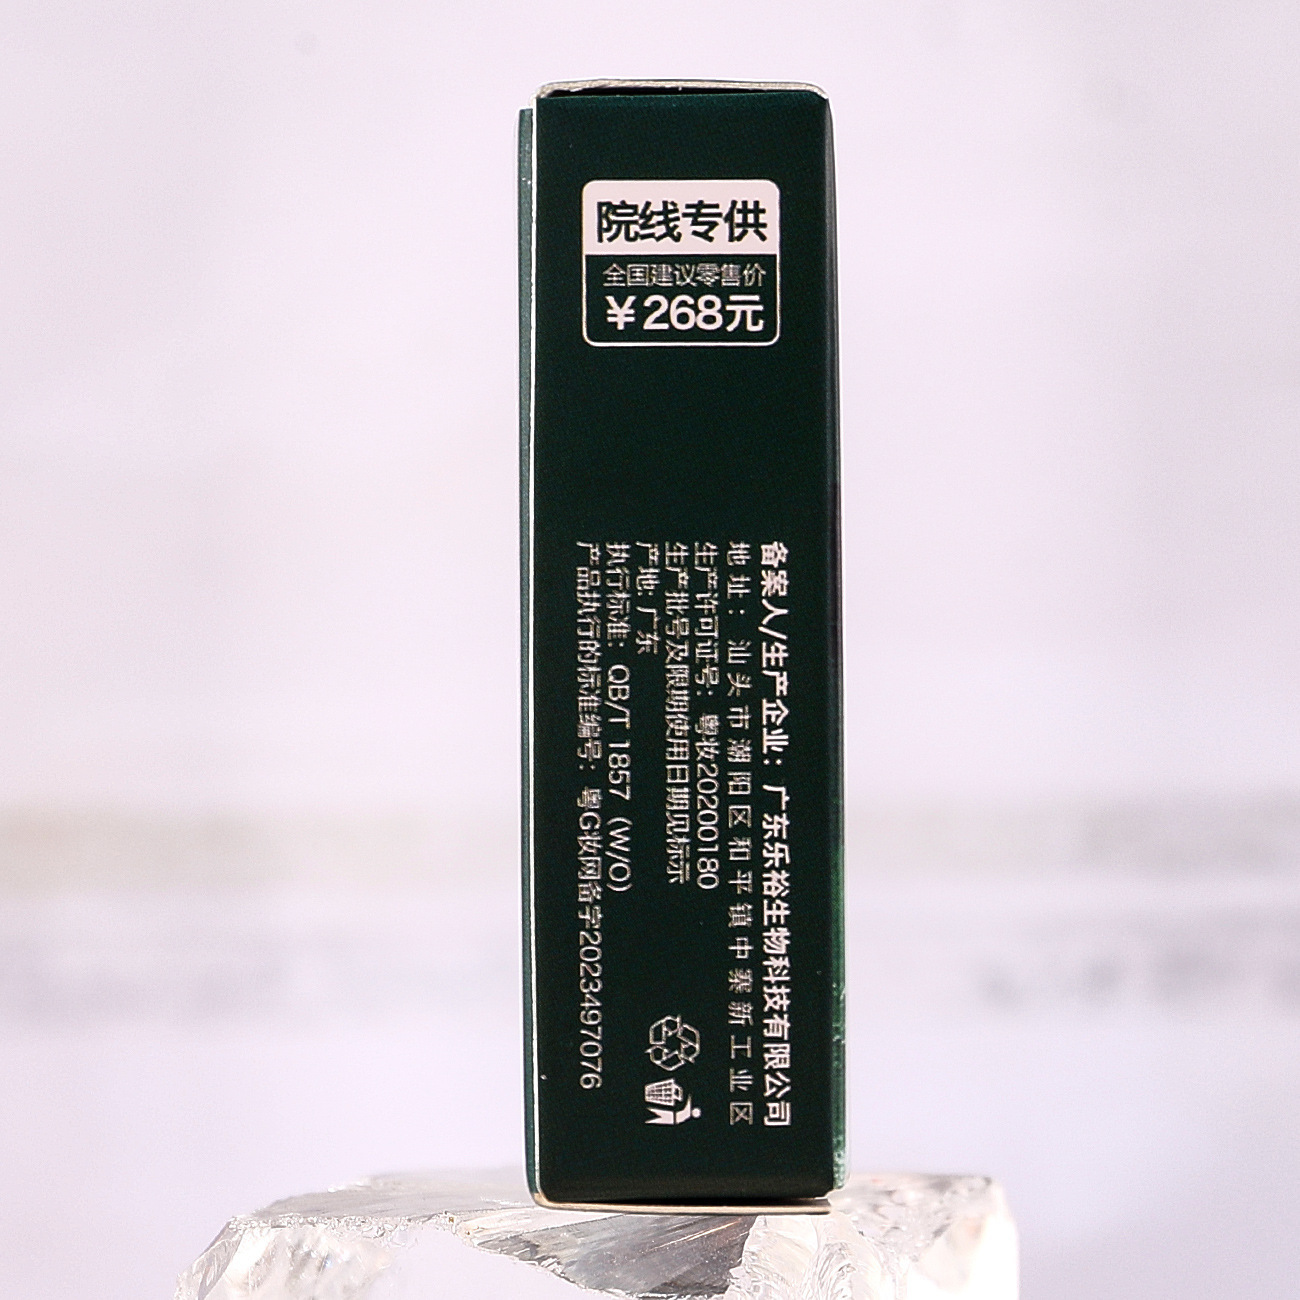 院线专供
全国建议零售价
￥268元
备案人/生产企业：广东乐裕生物科技有限公司
地址：汕头市潮阳区和平镇中寨新工业区
生产许可证号：粤妆20200180
生产批号及限期使用日期见标示
产地：广东
执行标准：QB/T 1857（W/O）
产品执行的标准编号：粤G妆网备字2023497076